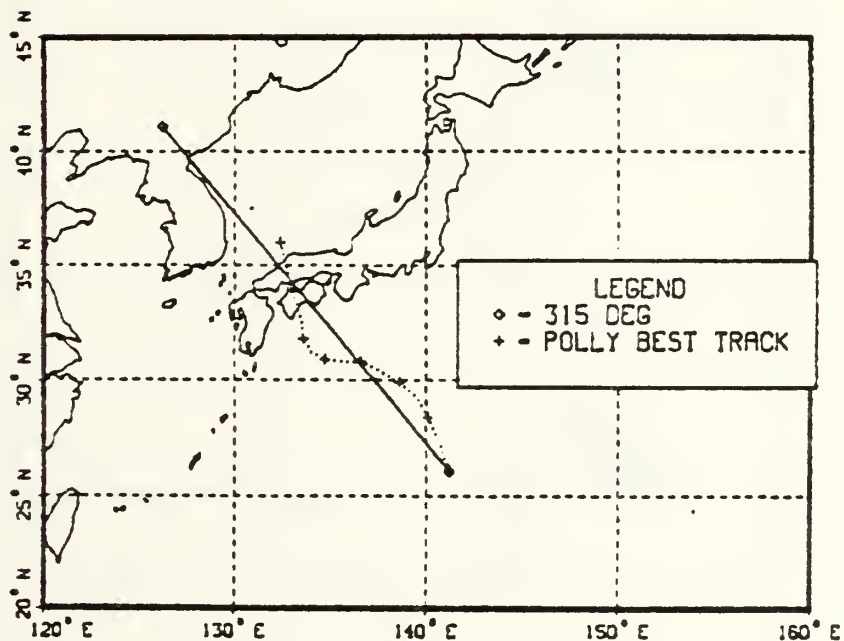 45° N
40° N
35° N
30° N
25° N
20° N
120° E
130° E
140° E
150° E
160° E
LEGEND
◇ - 315 DEG
+ - POLLY BEST TRACK